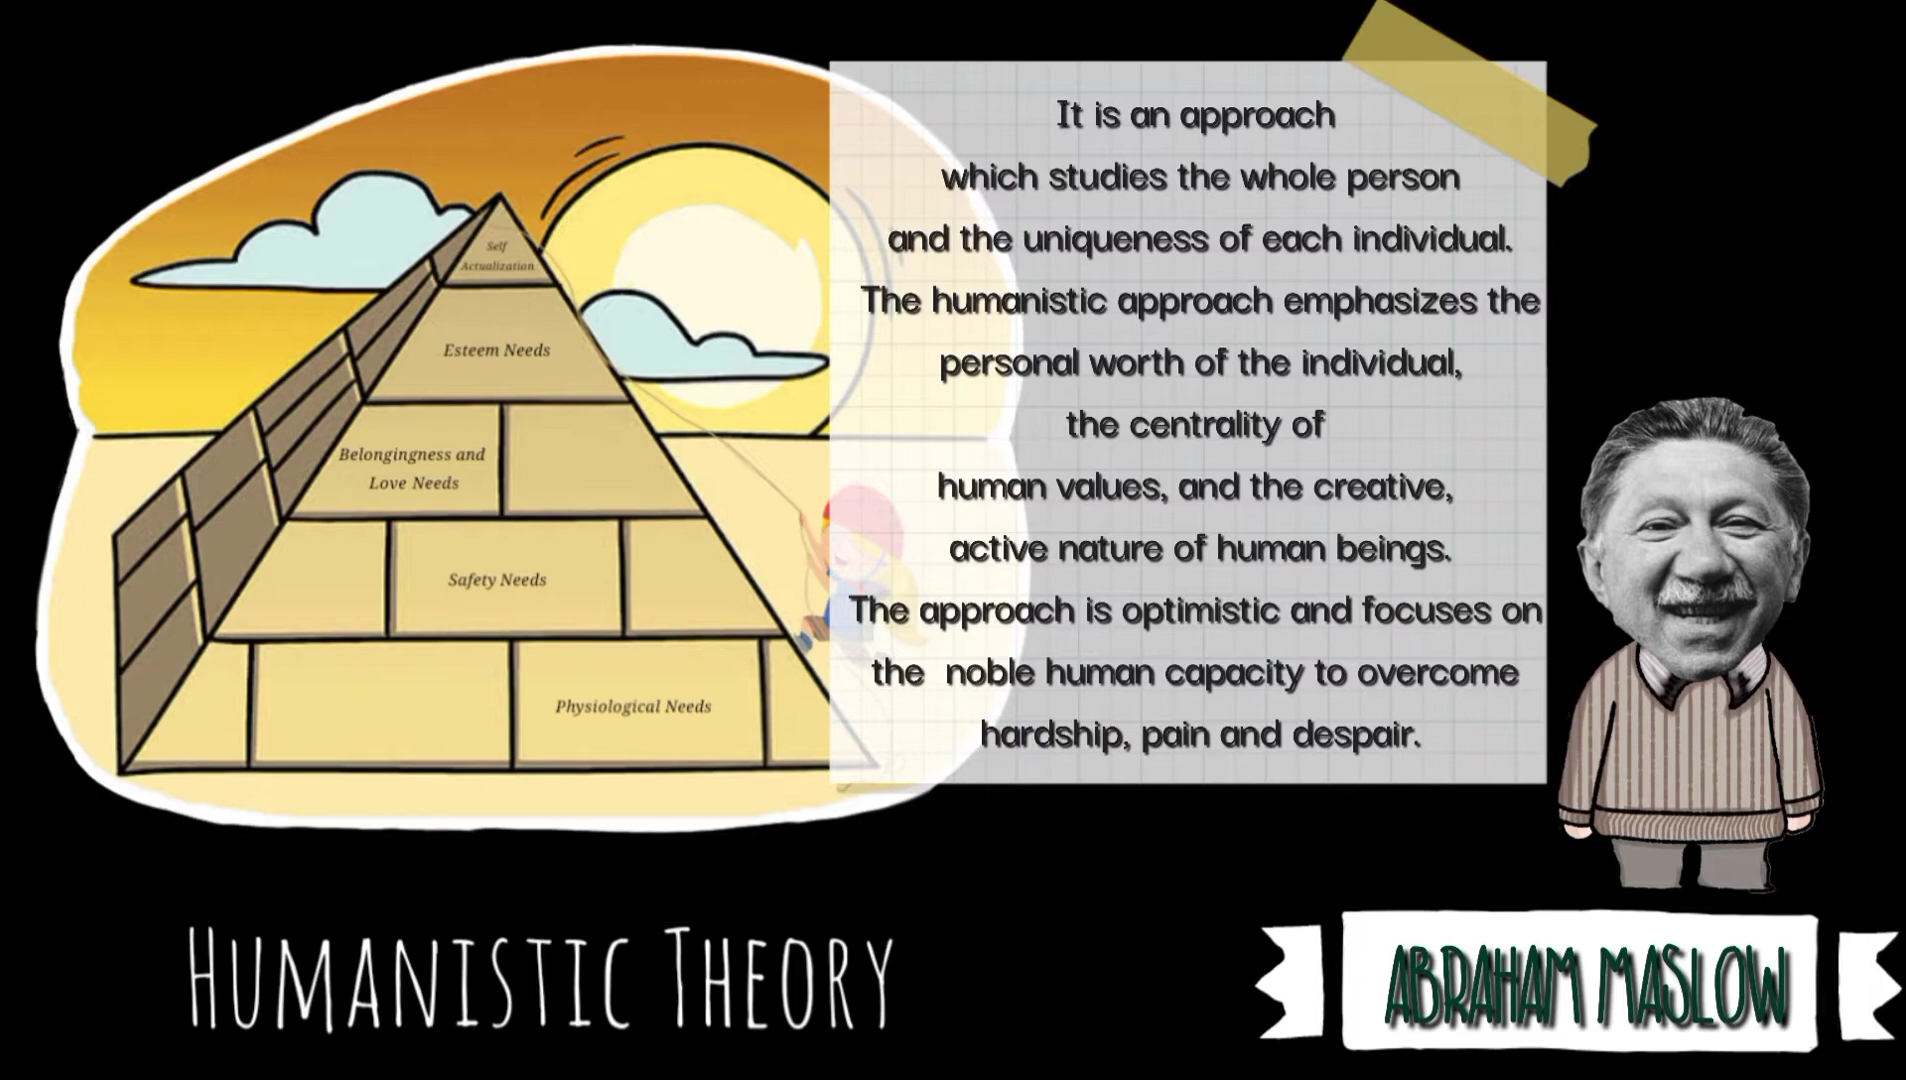 Self
Actualization
Esteem Needs
Belongingness and
Love Needs
Safety Needs
Physiological Needs
It is an approach
which studies the whole person
and the uniqueness of each individual.
The humanistic approach emphasizes the
personal worth of the individual,
the centrality of
human values, and the creative,
active nature of human beings.
The approach is optimistic and focuses on
the noble human capacity to overcome
hardship, pain and despair.
HUMANISTIC THEORY
ABRAHAM MASLOW